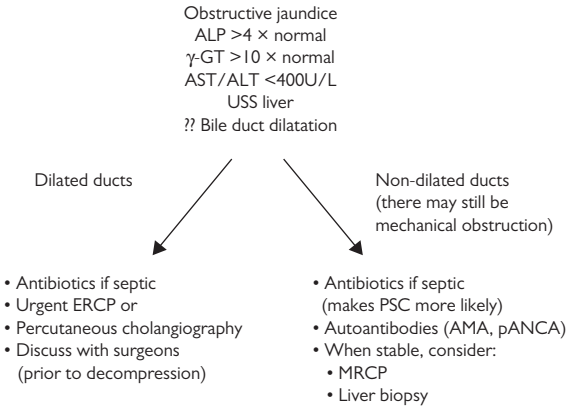 Obstructive jaundice
ALP >4 × normal
γ-GT >10 × normal
AST/ALT <400U/L
USS liver
?? Bile duct dilatation
Dilated ducts
Non-dilated ducts
(there may still be
mechanical obstruction)
• Antibiotics if septic
• Urgent ERCP or
• Percutaneous cholangiography
• Discuss with surgeons
(prior to decompression)
• Antibiotics if septic
(makes PSC more likely)
• Autoantibodies (AMA, pANCA)
• When stable, consider:
• MRCP
• Liver biopsy